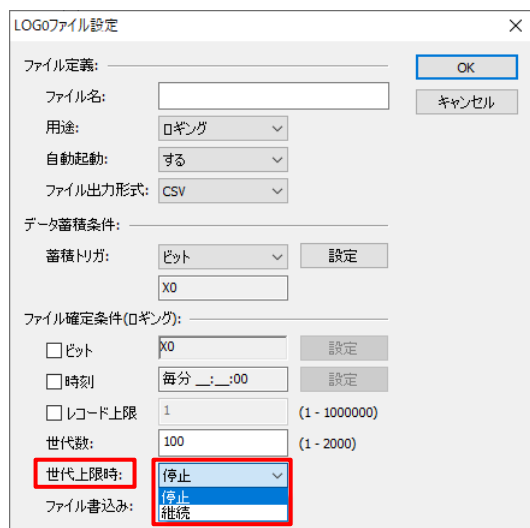 LOG0ファイル設定
ファイル定義:
OK
ファイル名:
キャンセル
用途: ロギング
自動起動: する
ファイル出力形式: CSV
データ蓄積条件:
蓄積トリガ: ビット 設定
X0
ファイル確定条件(ロギング):
ビット X0 設定
時刻 毎分 __:__:00 設定
レコード上限 1 (1 - 1000000)
世代数: 100 (1 - 2000)
世代上限時: 停止
停止
ファイル書込み: 継続